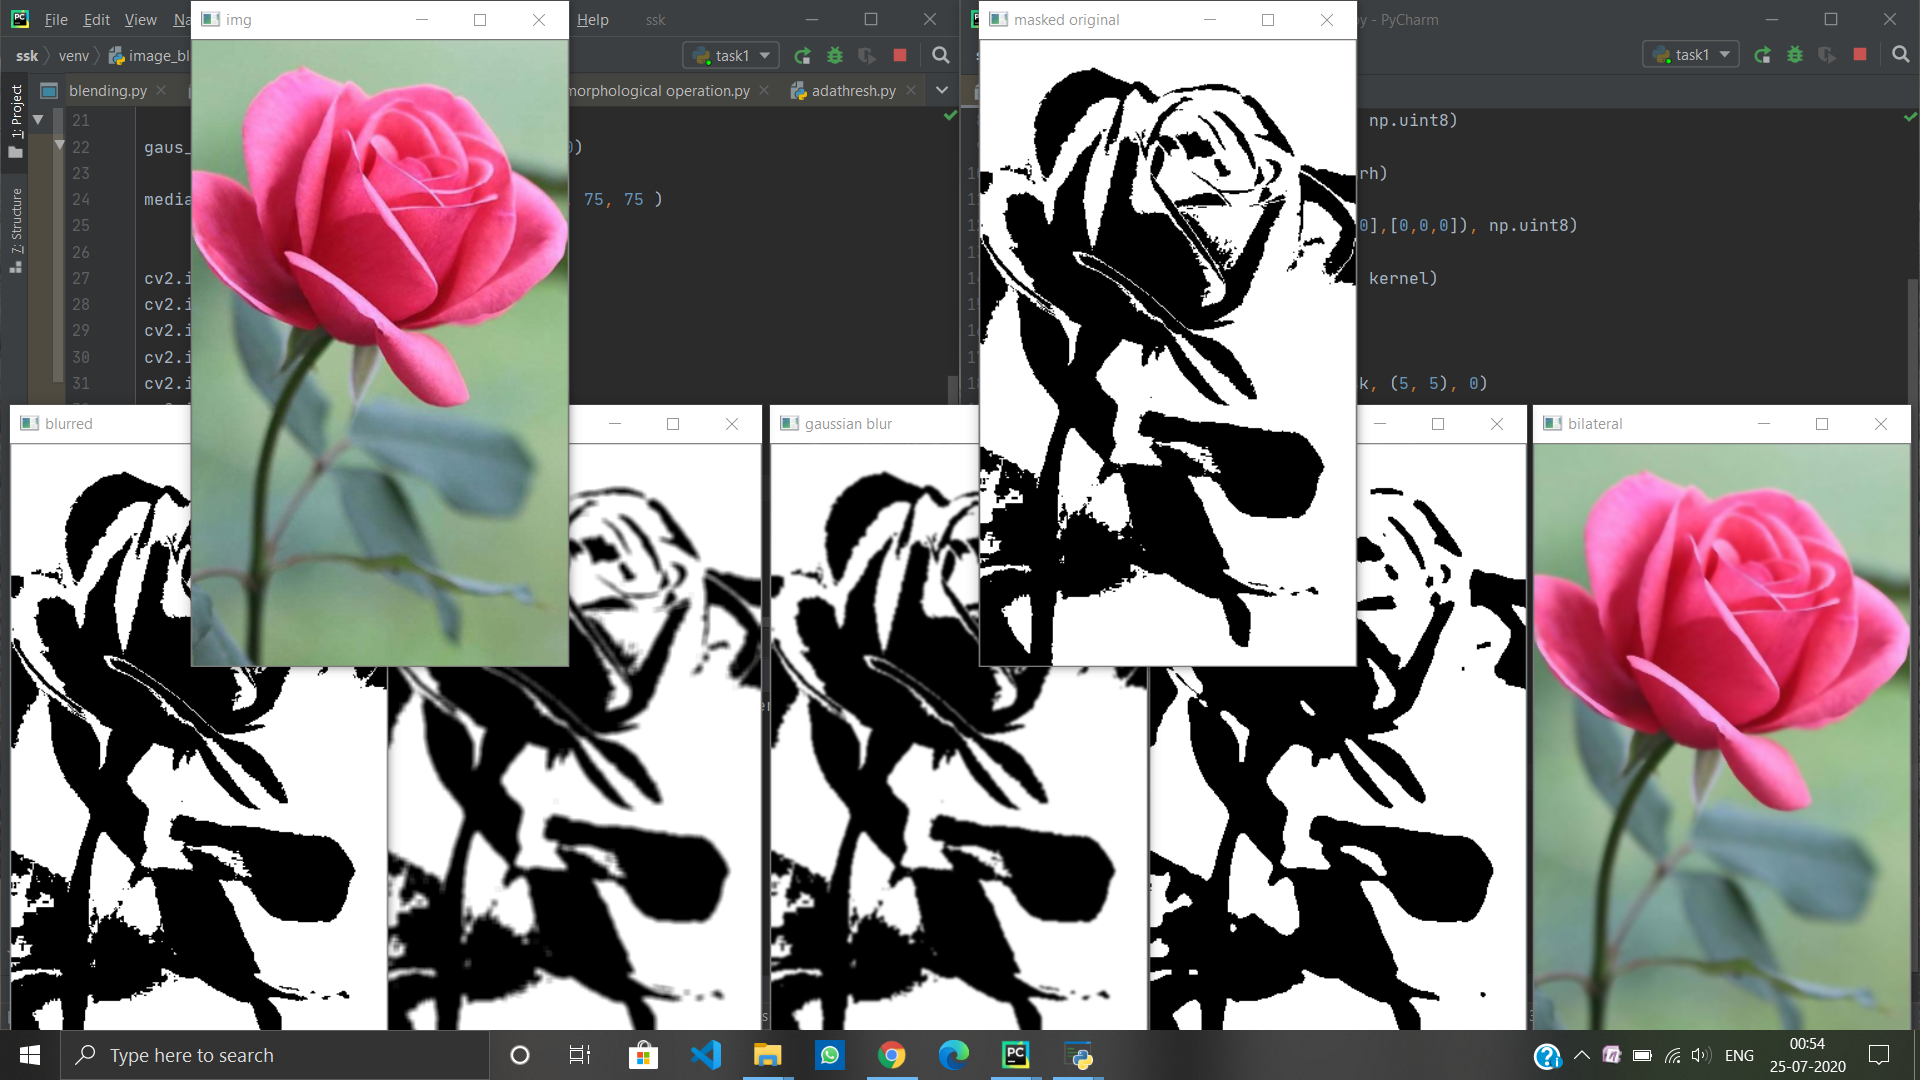 File Edit View Na
img
Help ssk
masked original
py - PyCharm
ssk venv image_bl
task1
task1
blending.py
morphological operation.py
adathresh.py
1: Project
7: Structure
21
22 gaus_ 0)
23
24 media , 75, 75 )
25
26
27 cv2.i
28 cv2.i
29 cv2.i
30 cv2.i
31 cv2.i
np.uint8)
rh)
0],[0,0,0]), np.uint8)
kernel)
k, (5, 5), 0)
blurred
gaussian blur
bilateral
Type here to search
ENG
00:54
25-07-2020